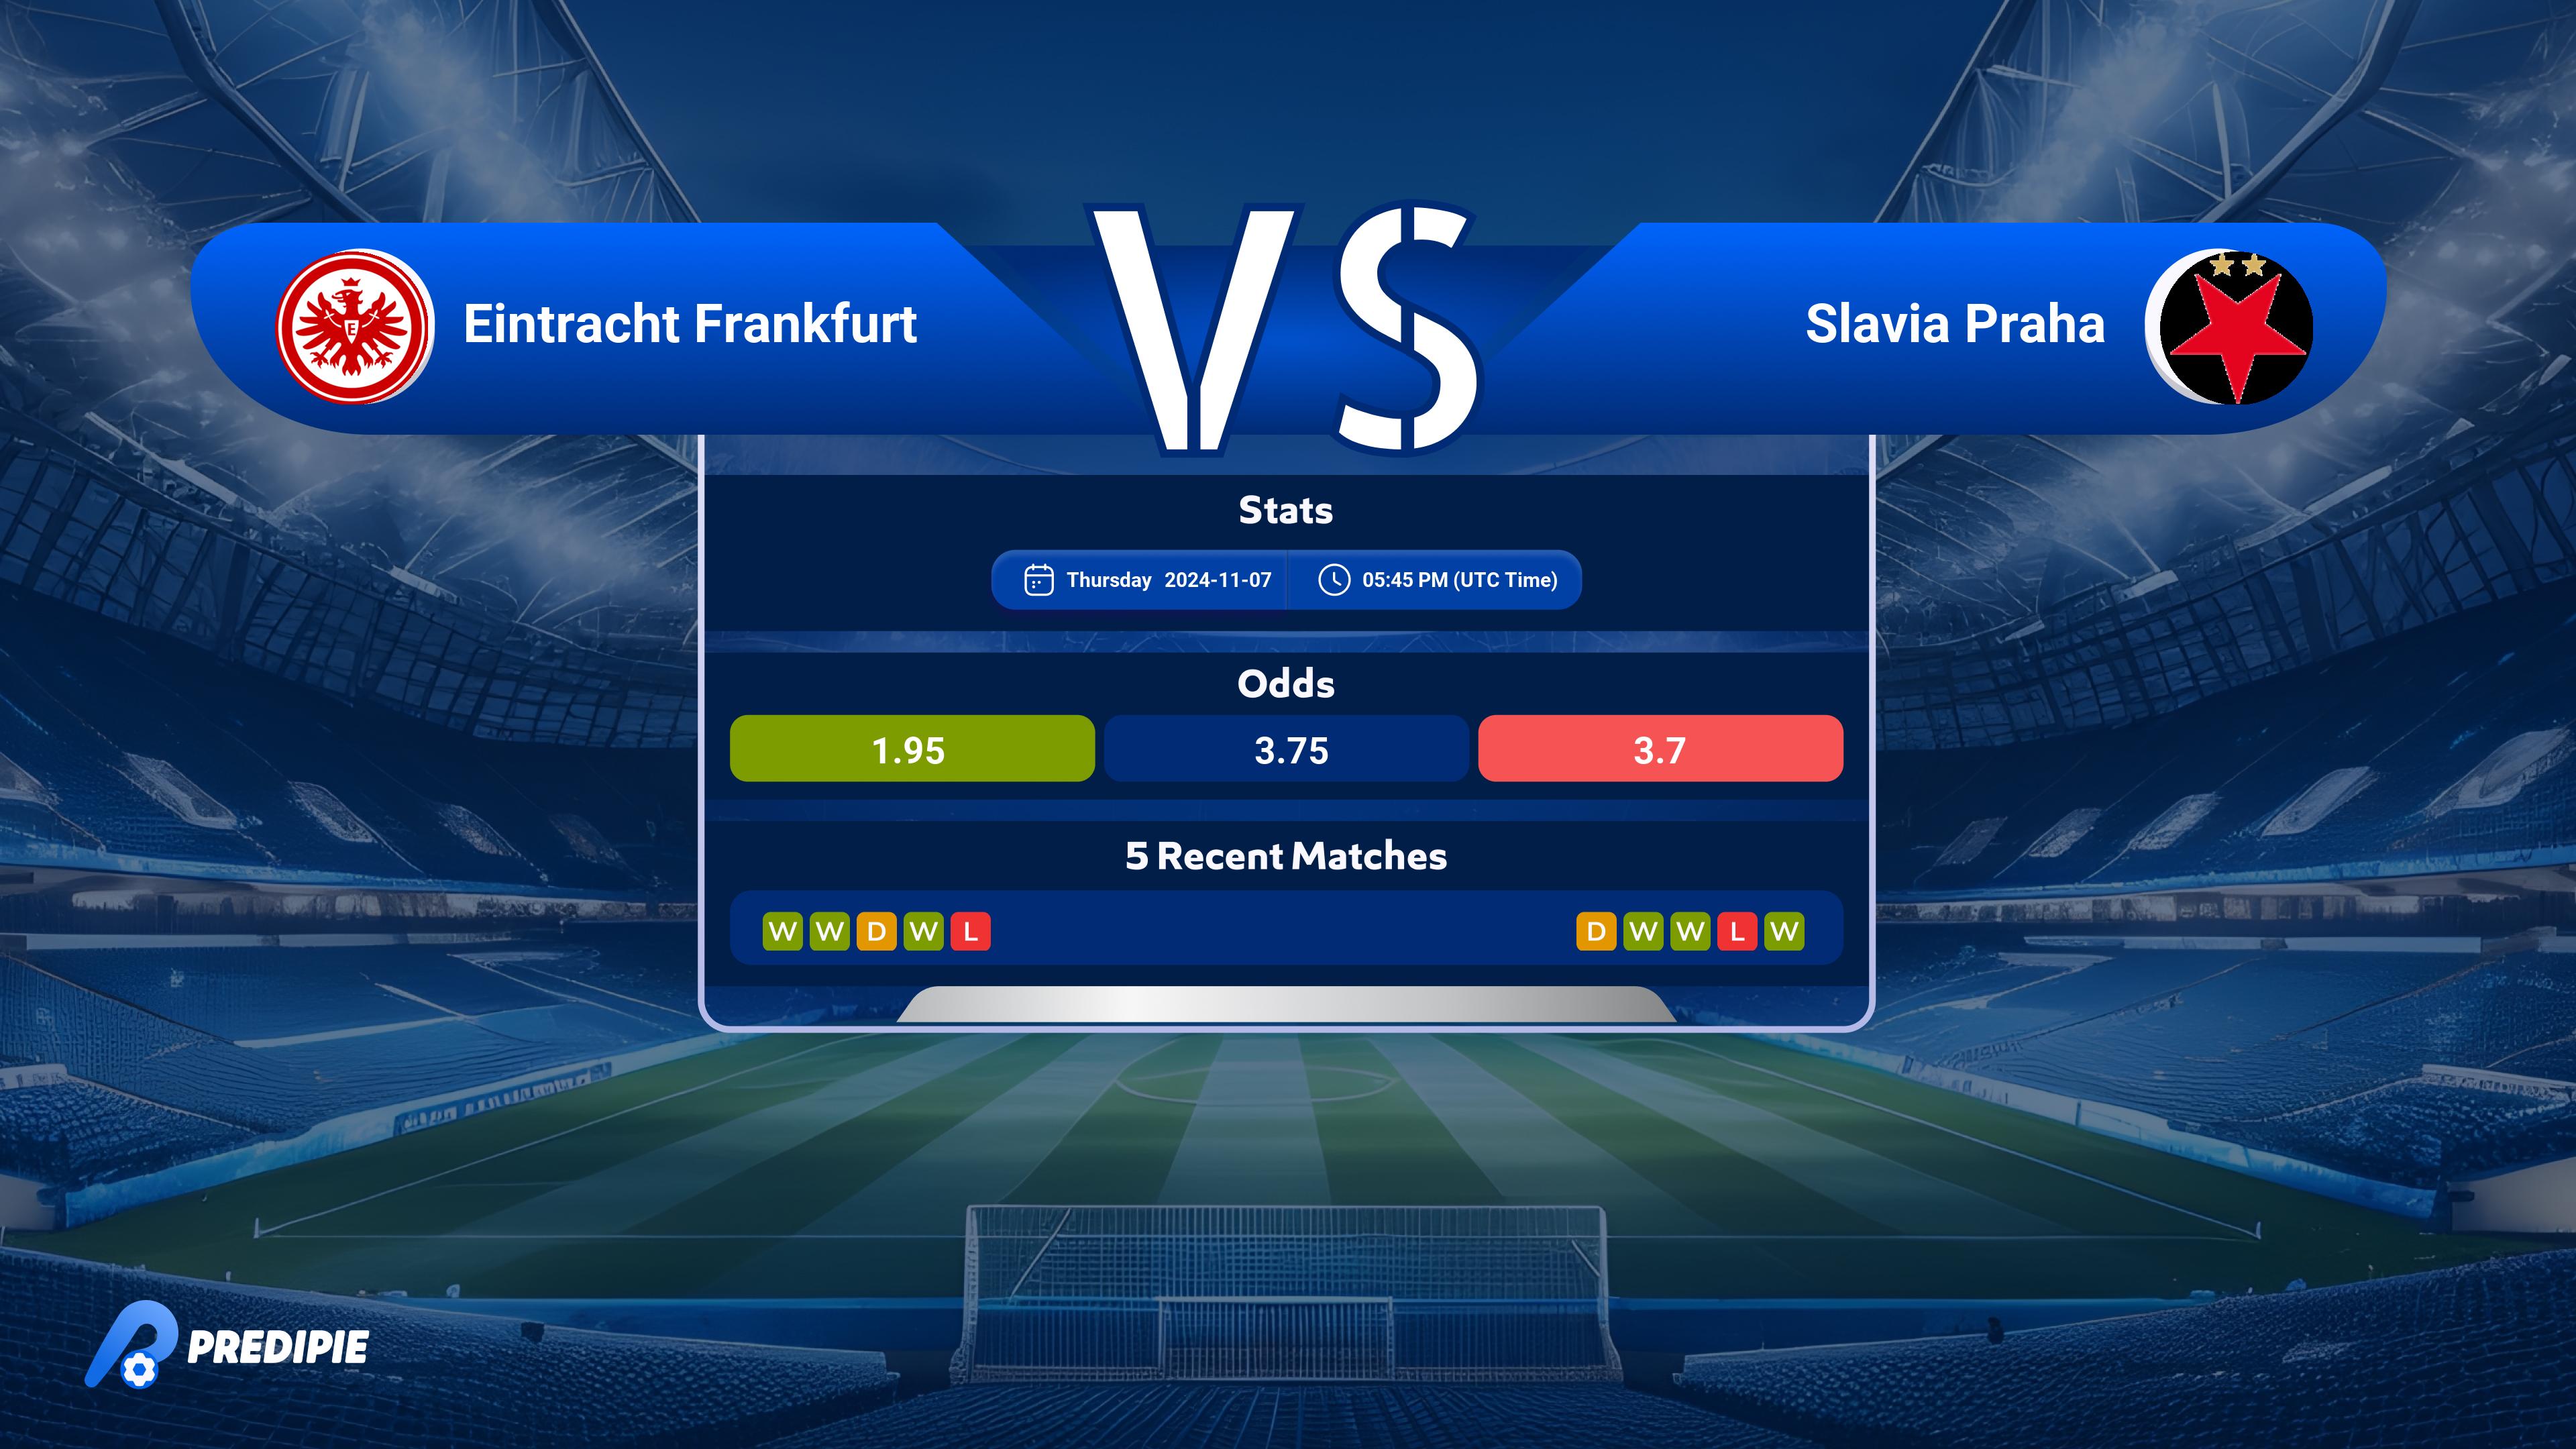 VS
Eintracht Frankfurt
Slavia Praha
Stats
Thursday 2024-11-07 05:45 PM (UTC Time)
Odds
1.95 3.75 3.7
5 Recent Matches
W W D W L D W W L W
PREDIPIE